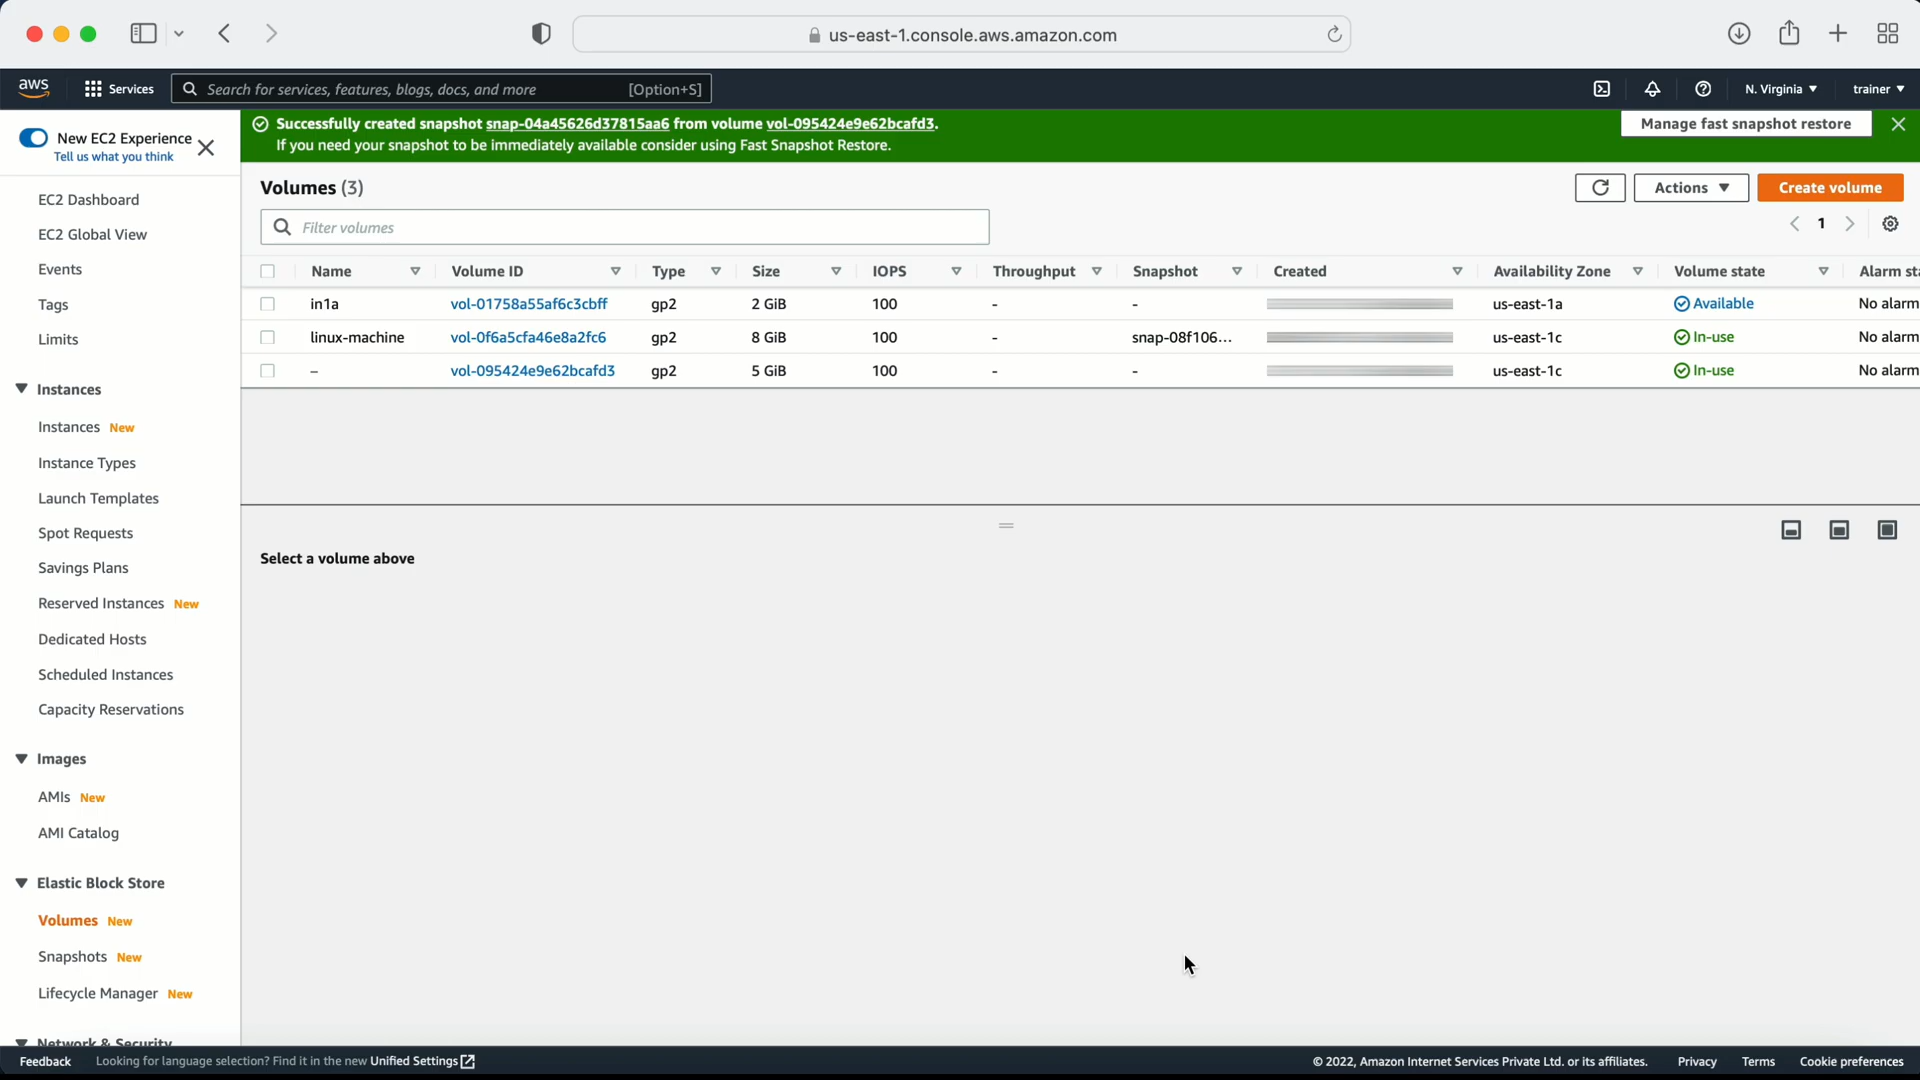 us-east-1.console.aws.amazon.com
aws
Services
Search for services, features, blogs, docs, and more
[Option+S]
N. Virginia
trainer
New EC2 Experience
Tell us what you think
Successfully created snapshot snap-04a45626d37815aa6 from volume vol-095424e9e62bcafd3.
If you need your snapshot to be immediately available consider using Fast Snapshot Restore.
Manage fast snapshot restore
EC2 Dashboard
EC2 Global View
Events
Tags
Limits
Instances
Instances New
Instance Types
Launch Templates
Spot Requests
Savings Plans
Reserved Instances New
Dedicated Hosts
Scheduled Instances
Capacity Reservations
Images
AMIs New
AMI Catalog
Elastic Block Store
Volumes New
Snapshots New
Lifecycle Manager New
Network & Security
Volumes (3)
Actions
Create volume
Filter volumes
1
Name Volume ID Type Size IOPS Throughput Snapshot Created Availability Zone Volume state Alarm sta
in1a vol-01758a55af6c3cbff gp2 2 GiB 100 - - us-east-1a Available No alarm
linux-machine vol-0f6a5cfa46e8a2fc6 gp2 8 GiB 100 - snap-08f106... us-east-1c In-use No alarm
– vol-095424e9e62bcafd3 gp2 5 GiB 100 - - us-east-1c In-use No alarm
Select a volume above
Feedback
Looking for language selection? Find it in the new Unified Settings
© 2022, Amazon Internet Services Private Ltd. or its affiliates.
Privacy
Terms
Cookie preferences